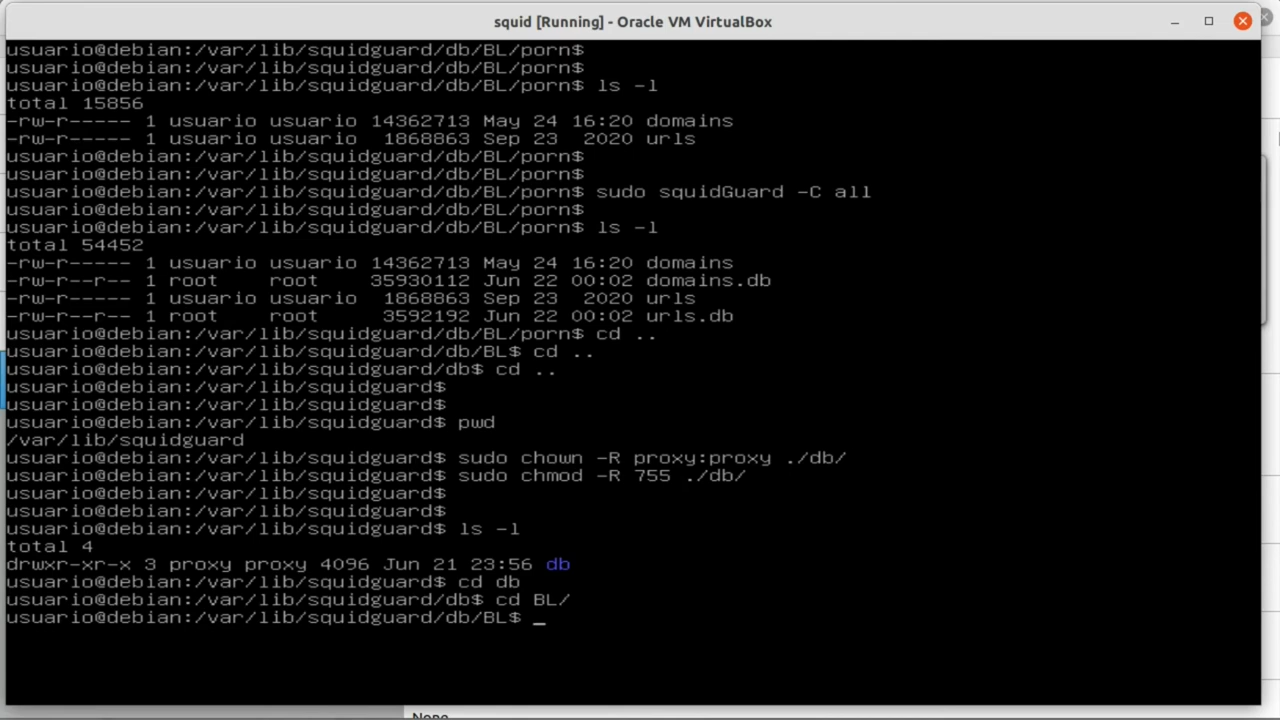 squid [Running] - Oracle VM VirtualBox
usuario@debian:/var/lib/squidguard/db/BL/porn$
usuario@debian:/var/lib/squidguard/db/BL/porn$
usuario@debian:/var/lib/squidguard/db/BL/porn$ ls -l
total 15856
-rw-r----- 1 usuario usuario 14362713 May 24 16:20 domains
-rw-r----- 1 usuario usuario  1868863 Sep 23  2020 urls
usuario@debian:/var/lib/squidguard/db/BL/porn$
usuario@debian:/var/lib/squidguard/db/BL/porn$
usuario@debian:/var/lib/squidguard/db/BL/porn$ sudo squidGuard -C all
usuario@debian:/var/lib/squidguard/db/BL/porn$
usuario@debian:/var/lib/squidguard/db/BL/porn$ ls -l
total 54452
-rw-r----- 1 usuario usuario 14362713 May 24 16:20 domains
-rw-r--r-- 1 root    root    35930112 Jun 22 00:02 domains.db
-rw-r----- 1 usuario usuario  1868863 Sep 23  2020 urls
-rw-r--r-- 1 root    root     3592192 Jun 22 00:02 urls.db
usuario@debian:/var/lib/squidguard/db/BL/porn$ cd ..
usuario@debian:/var/lib/squidguard/db/BL$ cd ..
usuario@debian:/var/lib/squidguard/db$ cd ..
usuario@debian:/var/lib/squidguard$
usuario@debian:/var/lib/squidguard$
usuario@debian:/var/lib/squidguard$ pwd
/var/lib/squidguard
usuario@debian:/var/lib/squidguard$ sudo chown -R proxy:proxy ./db/
usuario@debian:/var/lib/squidguard$ sudo chmod -R 755 ./db/
usuario@debian:/var/lib/squidguard$
usuario@debian:/var/lib/squidguard$
usuario@debian:/var/lib/squidguard$ ls -l
total 4
drwxr-xr-x 3 proxy proxy 4096 Jun 21 23:56 db
usuario@debian:/var/lib/squidguard$ cd db
usuario@debian:/var/lib/squidguard/db$ cd BL/
usuario@debian:/var/lib/squidguard/db/BL$ _
None